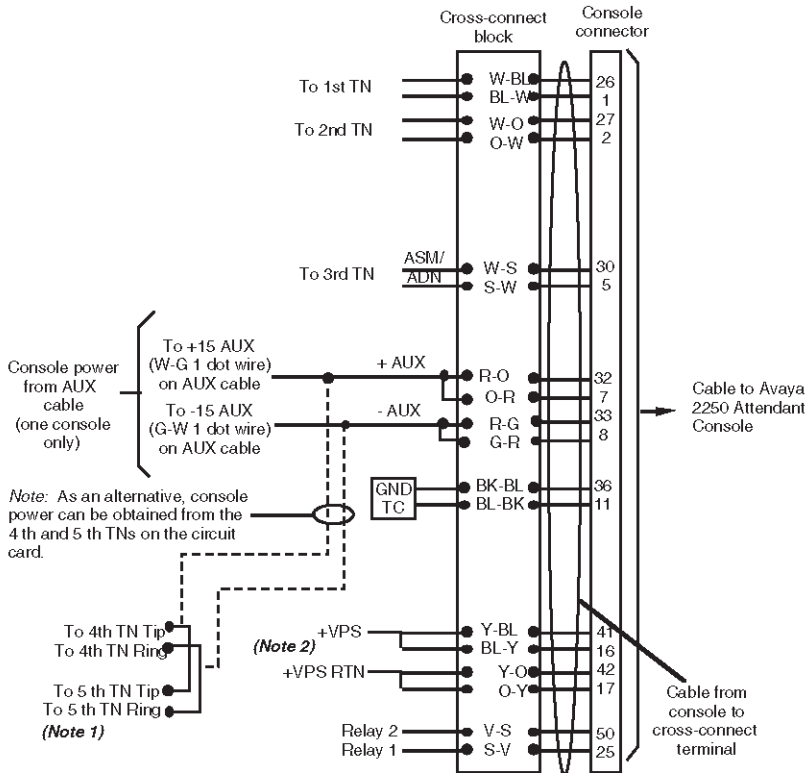 Cross-connect
block
Console
connector
To 1st TN
W-BL
26
BL-W
1
To 2nd TN
W-O
27
O-W
2
To 3rd TN
ASM/
ADN
W-S
30
S-W
5
Console power
from AUX
cable
(one console
only)
To +15 AUX
(W-G 1 dot wire)
on AUX cable
+ AUX
R-O
32
O-R
7
To -15 AUX
(G-W 1 dot wire)
on AUX cable
- AUX
R-G
33
G-R
8
Cable to Avaya
2250 Attendant
Console
GND
TC
BK-BL
36
BL-BK
11
Note: As an alternative, console
power can be obtained from the
4 th and 5 th TNs on the circuit
card.
To 4th TN Tip
To 4th TN Ring
To 5 th TN Tip
To 5 th TN Ring
(Note 1)
(Note 2)
+VPS
Y-BL
41
BL-Y
16
+VPS RTN
Y-O
42
O-Y
17
Relay 2
V-S
50
Relay 1
S-V
25
Cable from
console to
cross-connect
terminal